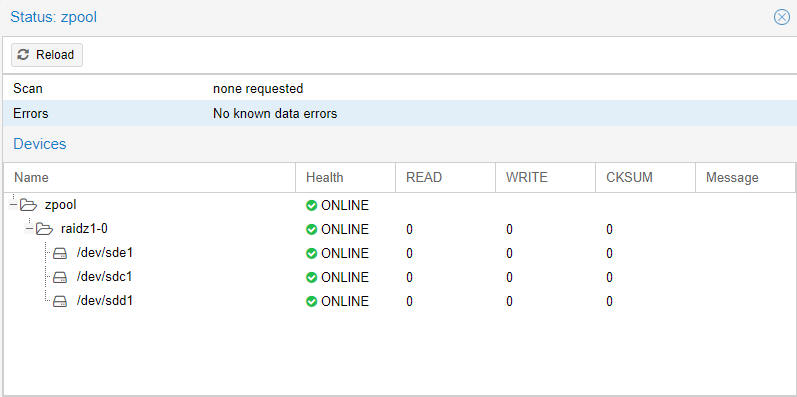 Status: zpool
Reload
Scan none requested
Errors No known data errors
Devices
Name Health READ WRITE CKSUM Message
zpool ONLINE
raidz1-0 ONLINE 0 0 0
/dev/sde1 ONLINE 0 0 0
/dev/sdc1 ONLINE 0 0 0
/dev/sdd1 ONLINE 0 0 0